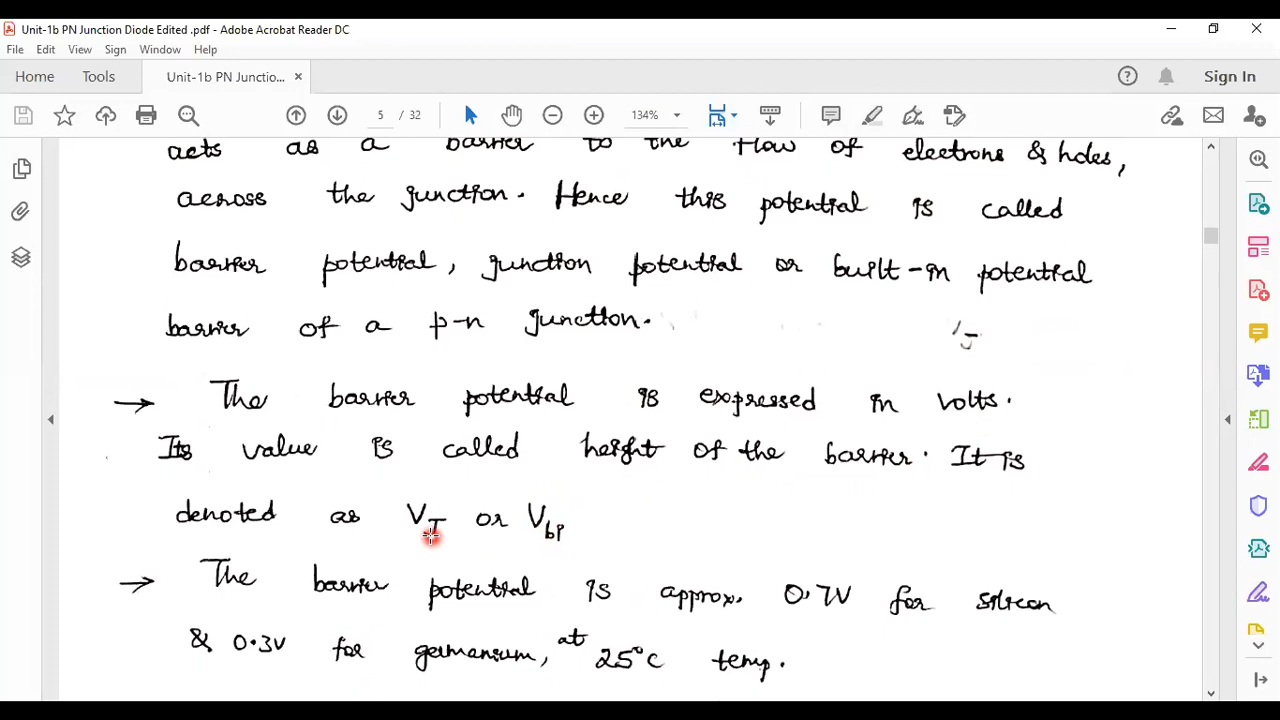 Unit-1b PN Junction Diode Edited .pdf - Adobe Acrobat Reader DC
File Edit View Sign Window Help
Home Tools Unit-1b PN Junctio... × Sign In
5 / 32 134%
acts as a barrier to the flow of electrons & holes,
across the junction. Hence this potential is called
barrier potential, junction potential or built-in potential
barrier of a p-n junction.
→ The barrier potential is expressed in volts.
Its value is called height of the barrier. It is
denoted as VJ or Vbi
→ The barrier potential is approx. 0.7V for silicon
& 0.3V for germanium, at 25°C temp.